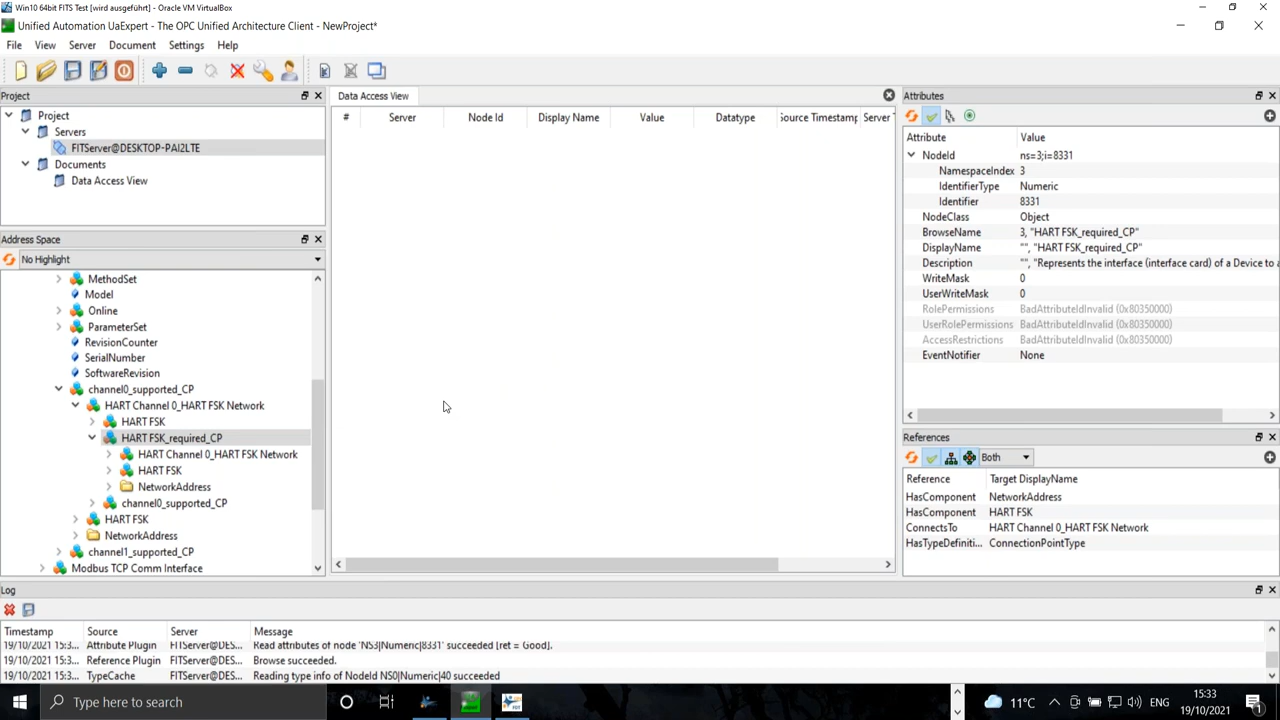 Win10 64bit FITS Test [wird ausgeführt] - Oracle VM VirtualBox
Unified Automation UaExpert - The OPC Unified Architecture Client - NewProject*
File View Server Document Settings Help
Project
Project
Servers
FITServer@DESKTOP-PAI2LTE
Documents
Data Access View
Address Space
No Highlight
MethodSet
Model
Online
ParameterSet
RevisionCounter
SerialNumber
SoftwareRevision
channel0_supported_CP
HART Channel 0_HART FSK Network
HART FSK
HART FSK_required_CP
HART Channel 0_HART FSK Network
HART FSK
NetworkAddress
channel0_supported_CP
HART FSK
NetworkAddress
channel1_supported_CP
Modbus TCP Comm Interface
Data Access View
# Server Node Id Display Name Value Datatype Source Timestamp Server T
Attributes
Attribute Value
NodeId ns=3;i=8331
NamespaceIndex 3
IdentifierType Numeric
Identifier 8331
NodeClass Object
BrowseName 3, "HART FSK_required_CP"
DisplayName "", "HART FSK_required_CP"
Description "", "Represents the interface (interface card) of a Device to a
WriteMask 0
UserWriteMask 0
RolePermissions BadAttributeIdInvalid (0x80350000)
UserRolePermissions BadAttributeIdInvalid (0x80350000)
AccessRestrictions BadAttributeIdInvalid (0x80350000)
EventNotifier None
References
Both
Reference Target DisplayName
HasComponent NetworkAddress
HasComponent HART FSK
ConnectsTo HART Channel 0_HART FSK Network
HasTypeDefiniti... ConnectionPointType
Log
Timestamp Source Server Message
19/10/2021 15:3... Attribute Plugin FITServer@DES... Read attributes of node 'NS3|Numeric|8331' succeeded [ret = Good].
19/10/2021 15:3... Reference Plugin FITServer@DES... Browse succeeded.
19/10/2021 15:3... TypeCache FITServer@DES... Reading type info of NodeId NS0|Numeric|40 succeeded
Type here to search
11°C
ENG
15:33
19/10/2021